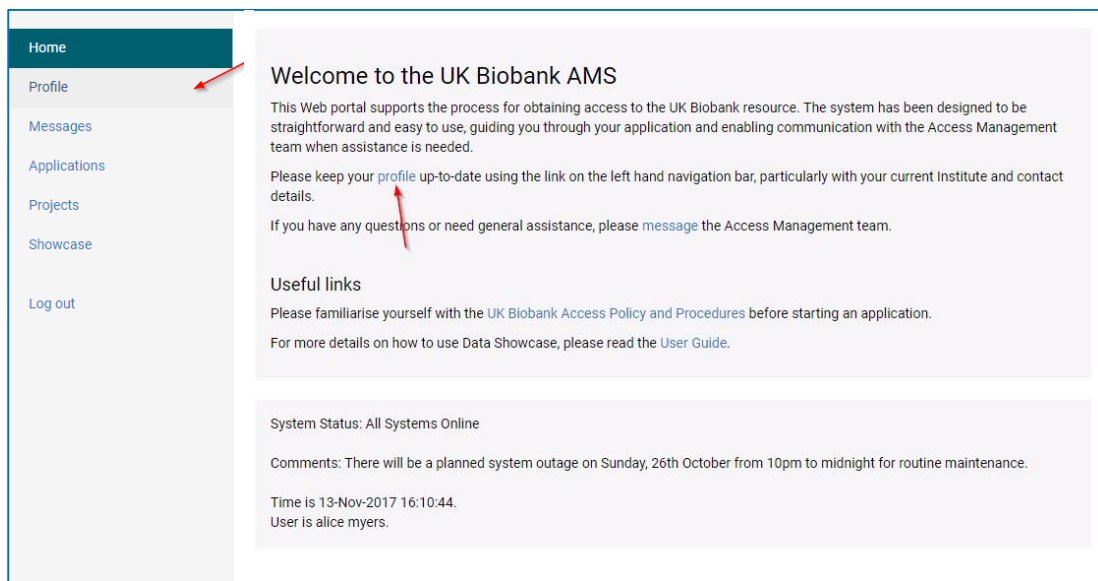 Home
Profile
Messages
Applications
Projects
Showcase
Log out
Welcome to the UK Biobank AMS
This Web portal supports the process for obtaining access to the UK Biobank resource. The system has been designed to be
straightforward and easy to use, guiding you through your application and enabling communication with the Access Management
team when assistance is needed.
Please keep your profile up-to-date using the link on the left hand navigation bar, particularly with your current Institute and contact
details.
If you have any questions or need general assistance, please message the Access Management team.
Useful links
Please familiarise yourself with the UK Biobank Access Policy and Procedures before starting an application.
For more details on how to use Data Showcase, please read the User Guide.
System Status: All Systems Online
Comments: There will be a planned system outage on Sunday, 26th October from 10pm to midnight for routine maintenance.
Time is 13-Nov-2017 16:10:44.
User is alice myers.